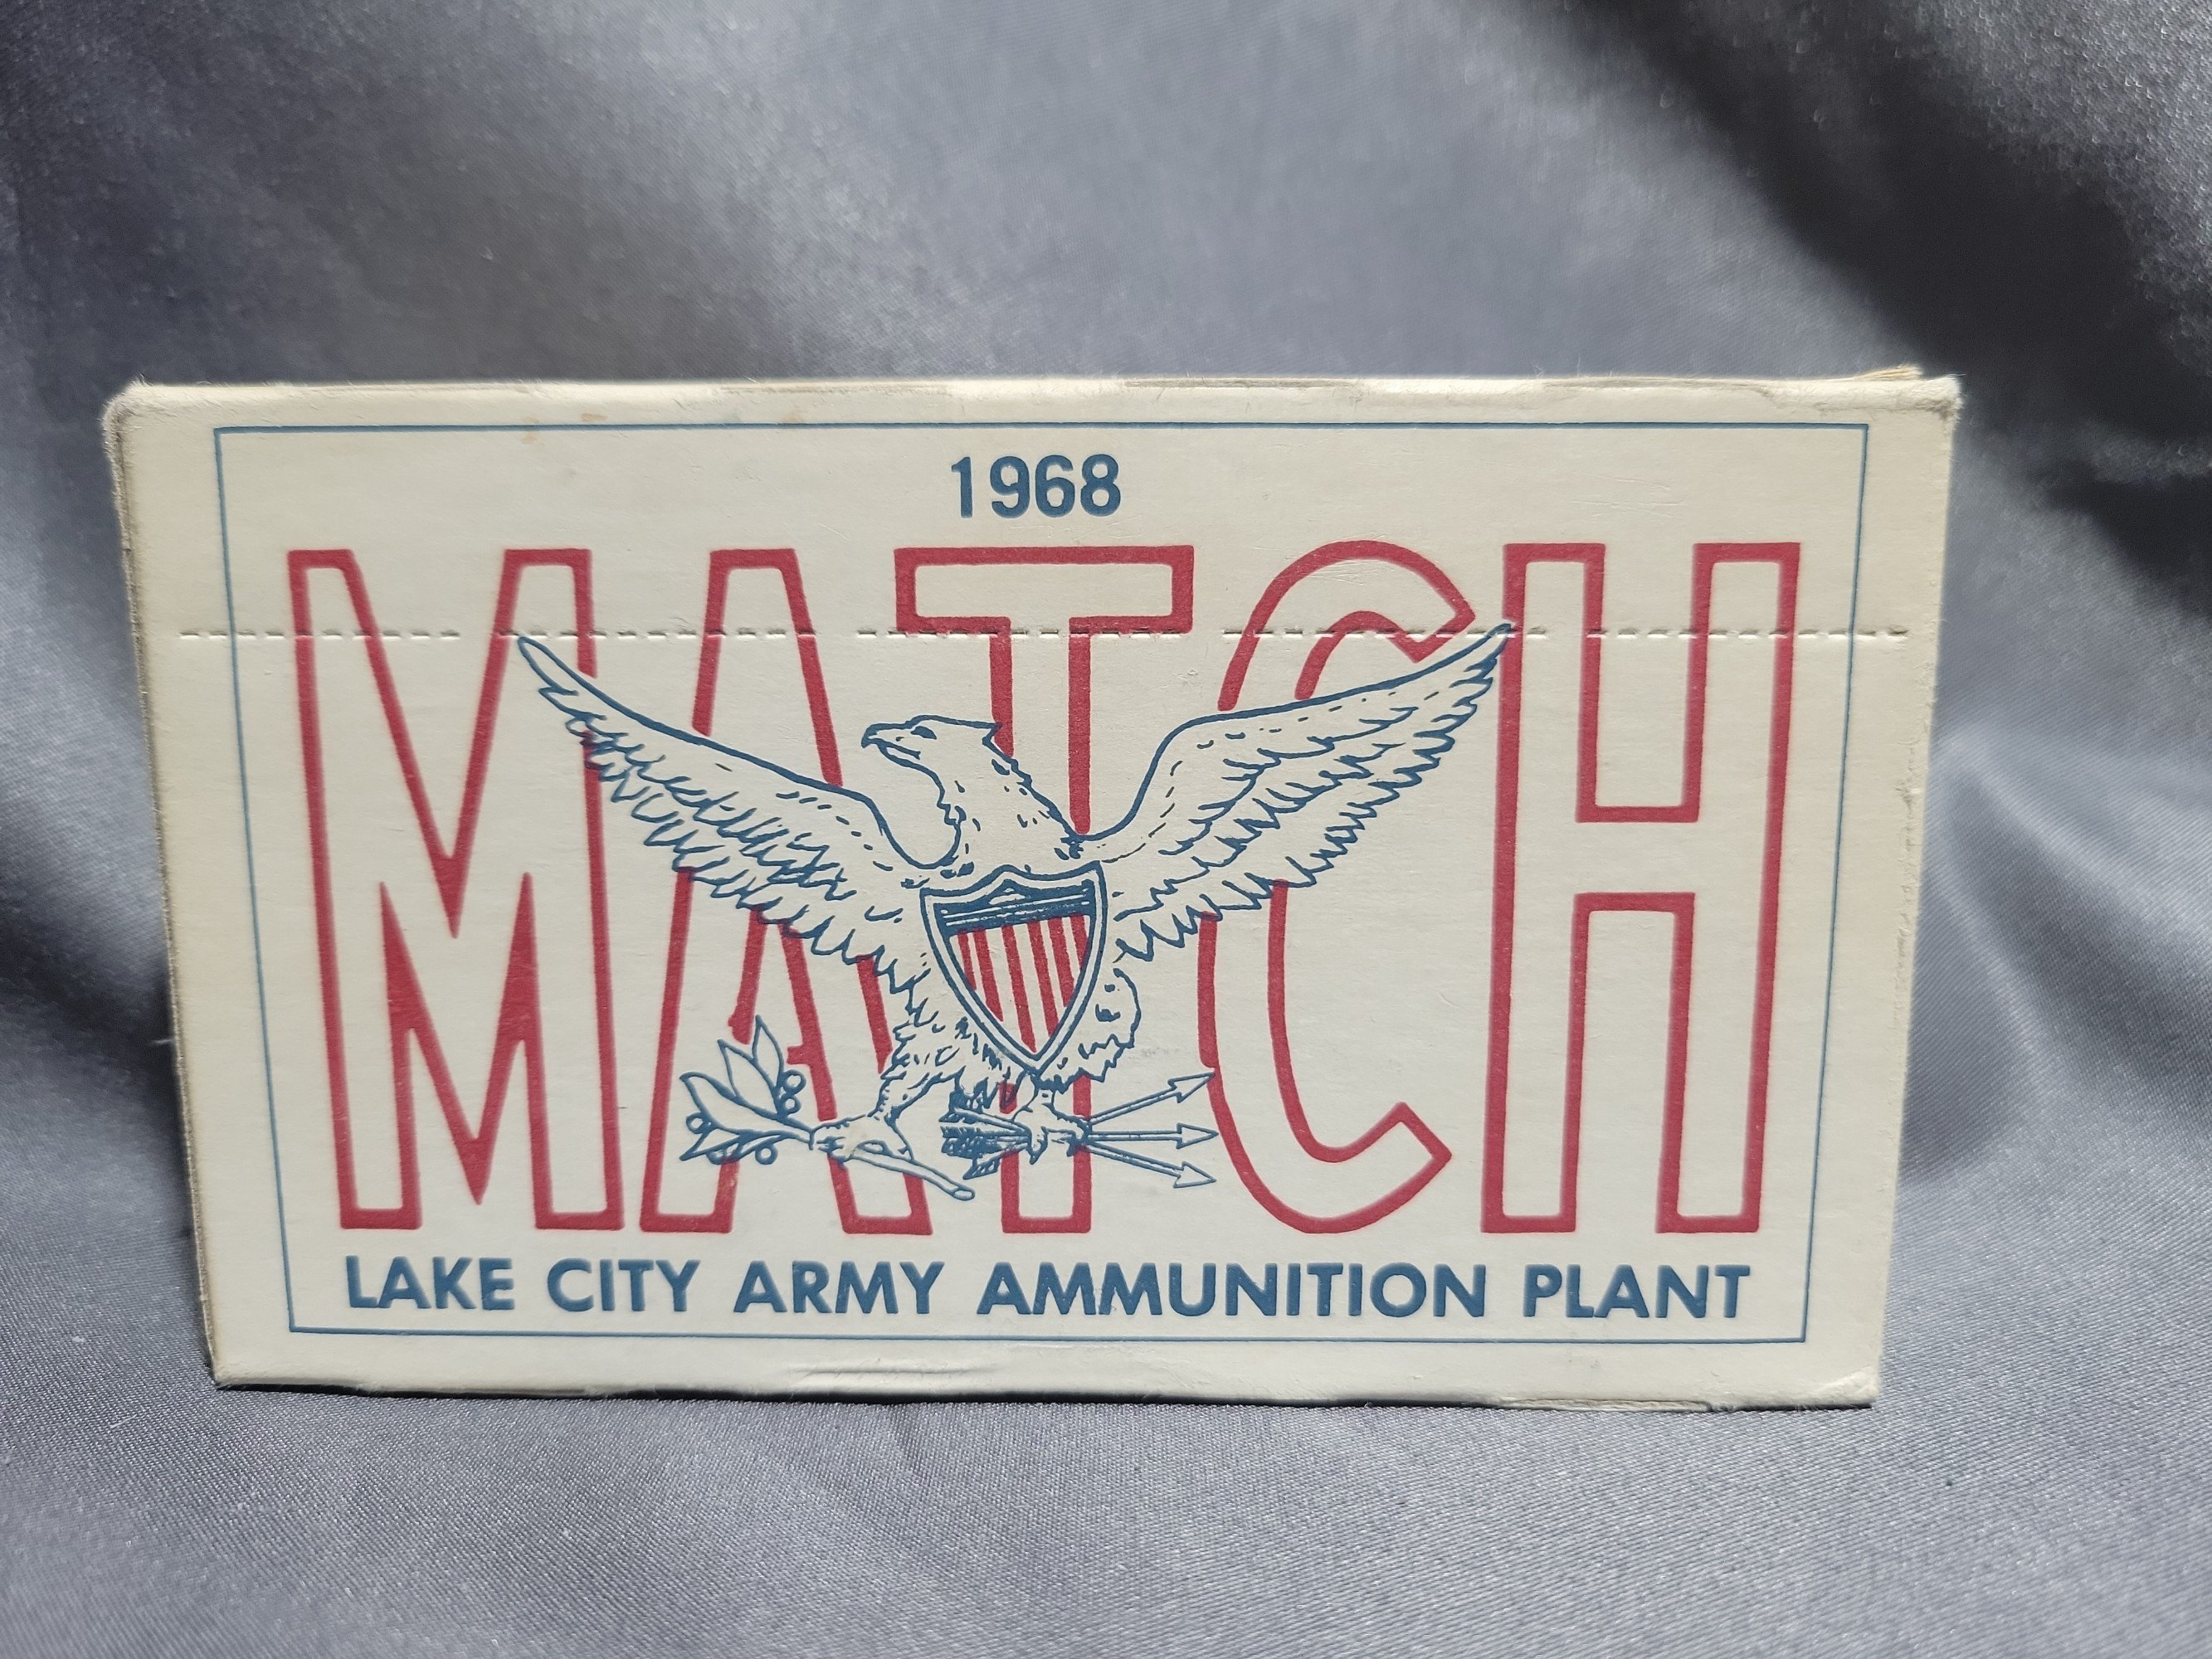 1968
MATCH
LAKE CITY ARMY AMMUNITION PLANT